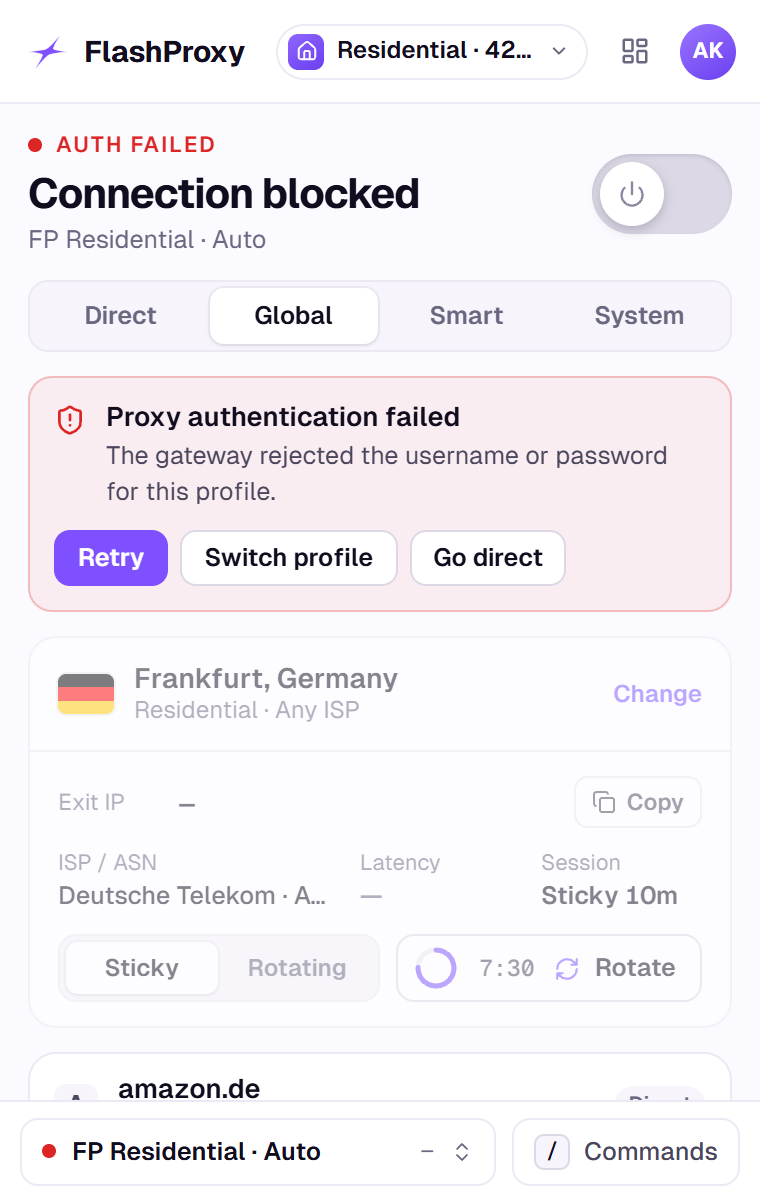 FlashProxy
Residential · 42...
AK
AUTH FAILED
Connection blocked
FP Residential · Auto
Direct
Global
Smart
System
Proxy authentication failed
The gateway rejected the username or password
for this profile.
Retry
Switch profile
Go direct
Frankfurt, Germany
Residential · Any ISP
Change
Exit IP
–
Copy
ISP / ASN
Latency
Session
Deutsche Telekom · A...
—
Sticky 10m
Sticky
Rotating
7:30
Rotate
A
amazon.de
Direct
FP Residential · Auto
–
/
Commands